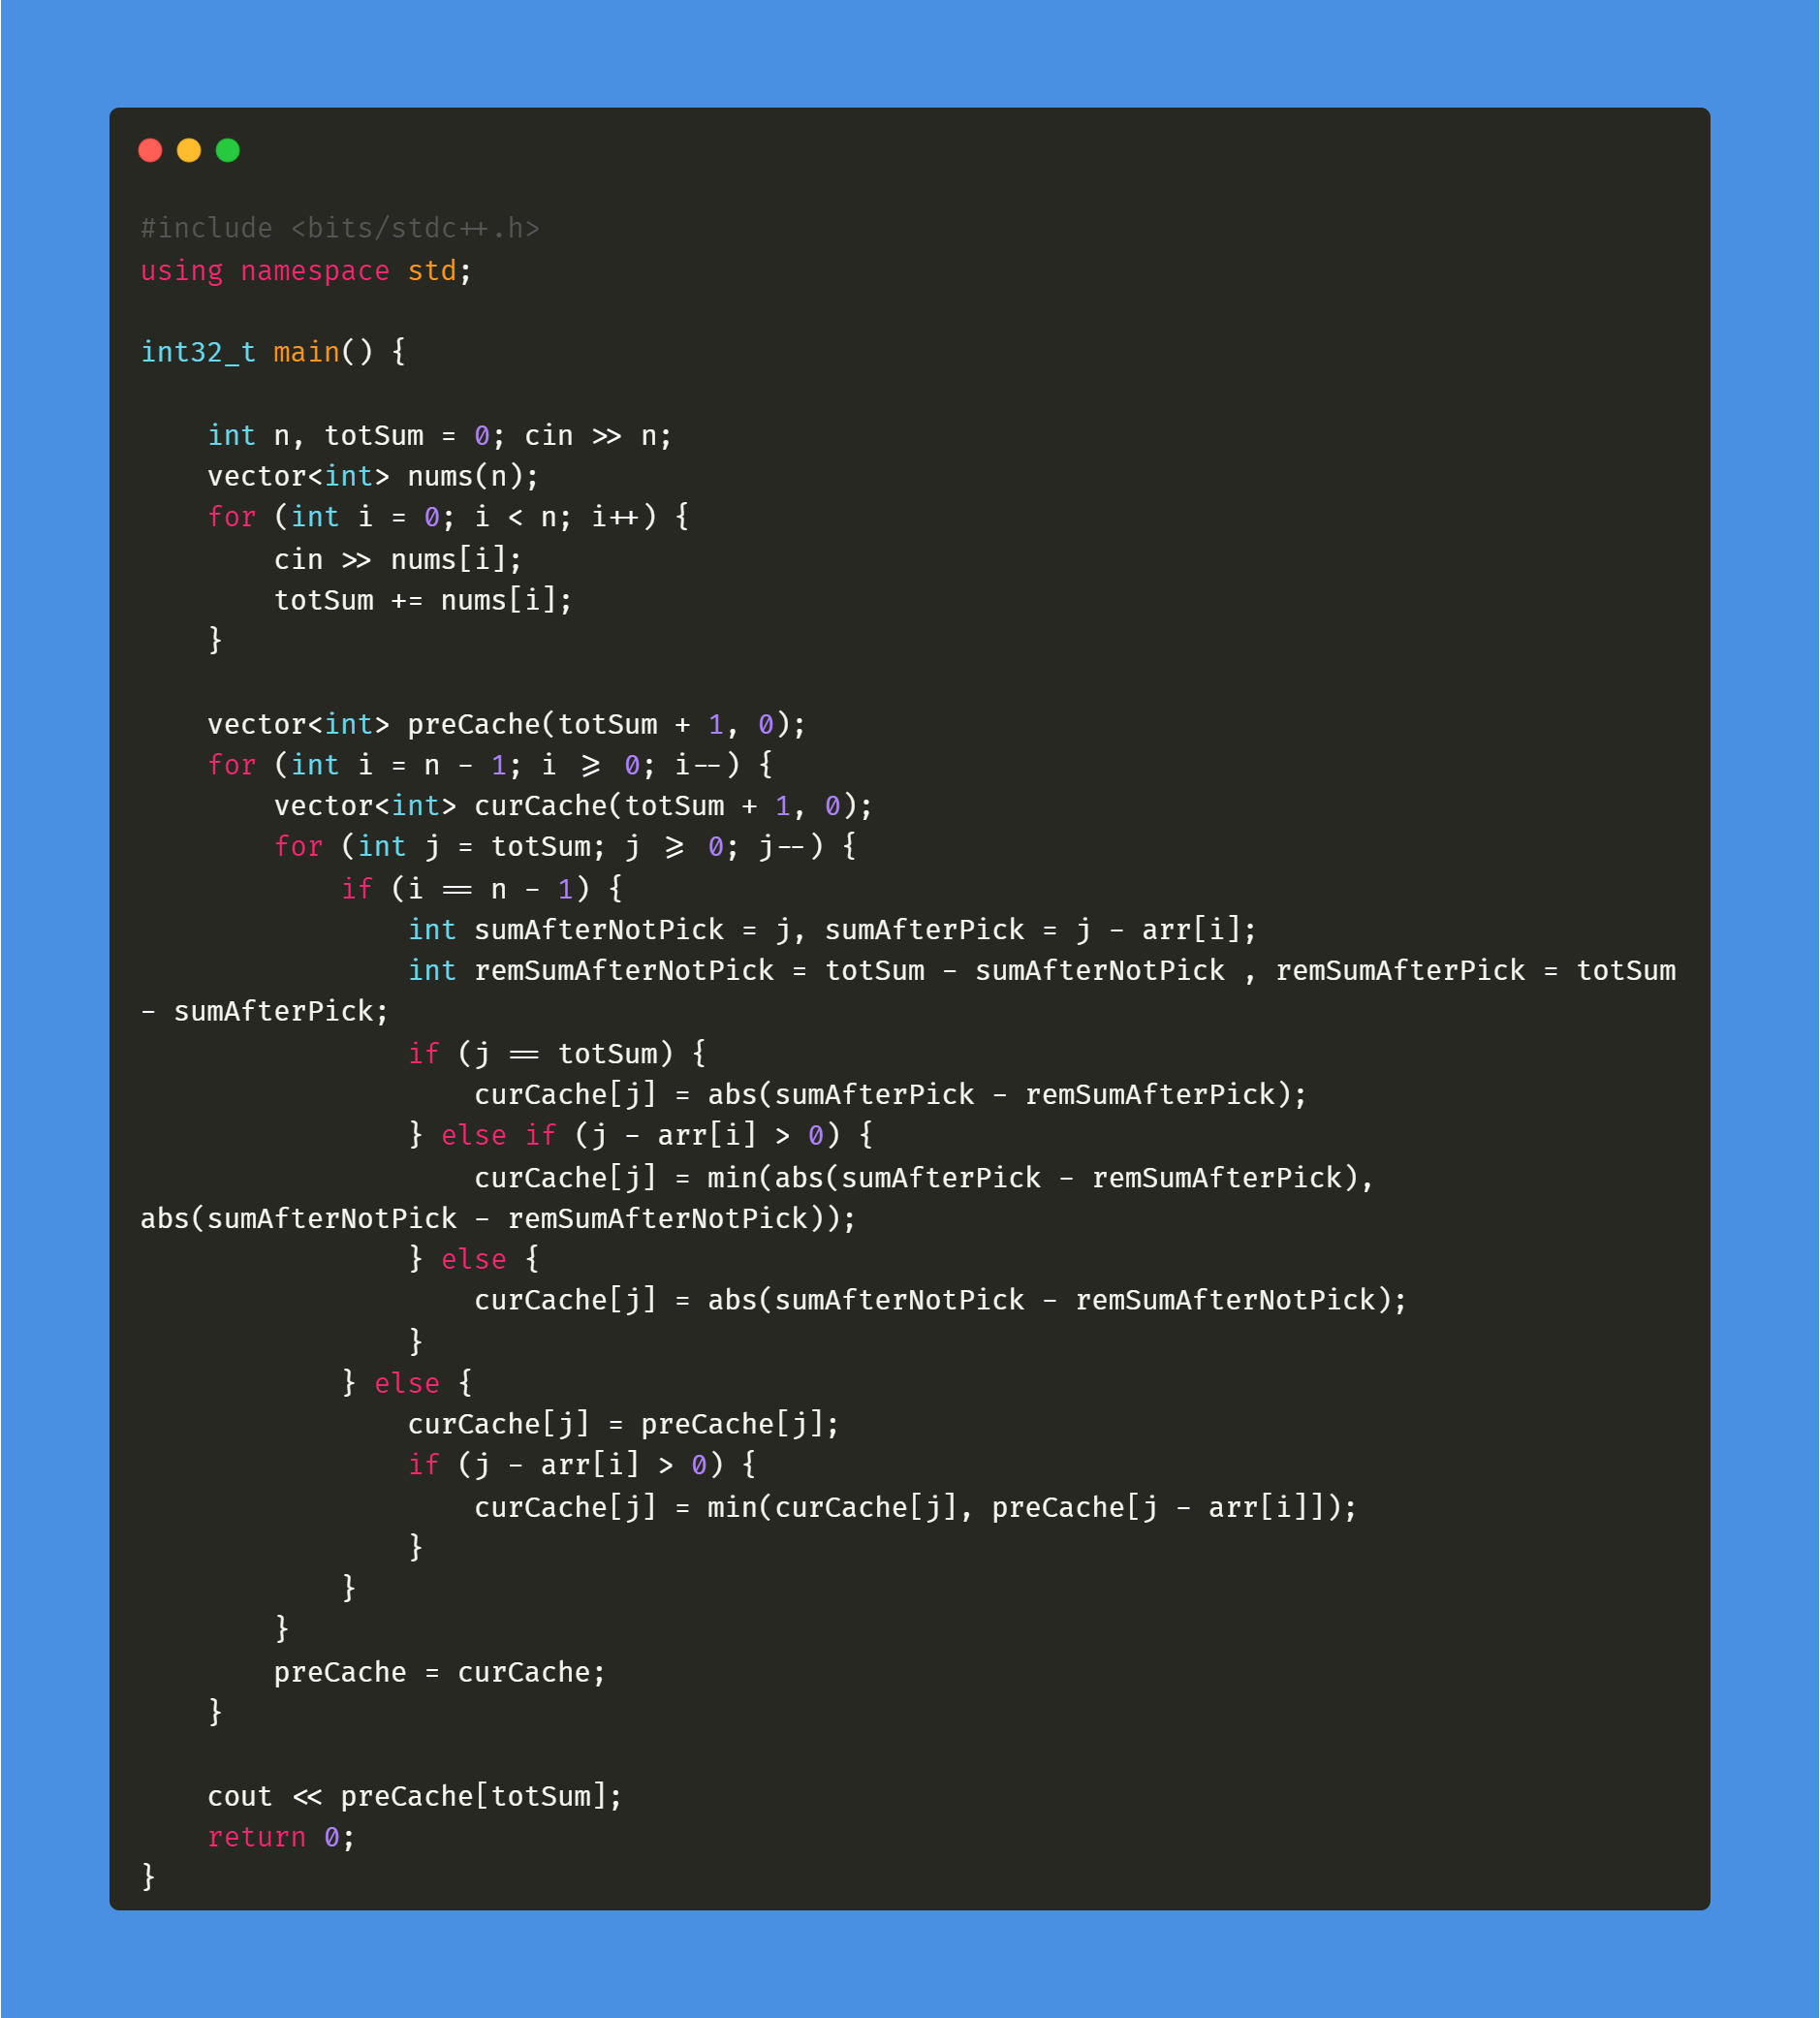 #include <bits/stdc++.h>
using namespace std;
int32_t main() {
    int n, totSum = 0; cin >> n;
    vector<int> nums(n);
    for (int i = 0; i < n; i++) {
        cin >> nums[i];
        totSum += nums[i];
    }
    vector<int> preCache(totSum + 1, 0);
    for (int i = n - 1; i >= 0; i--) {
        vector<int> curCache(totSum + 1, 0);
        for (int j = totSum; j >= 0; j--) {
            if (i == n - 1) {
                int sumAfterNotPick = j, sumAfterPick = j - arr[i];
                int remSumAfterNotPick = totSum - sumAfterNotPick , remSumAfterPick = totSum
- sumAfterPick;
                if (j == totSum) {
                    curCache[j] = abs(sumAfterPick - remSumAfterPick);
                } else if (j - arr[i] > 0) {
                    curCache[j] = min(abs(sumAfterPick - remSumAfterPick),
abs(sumAfterNotPick - remSumAfterNotPick));
                } else {
                    curCache[j] = abs(sumAfterNotPick - remSumAfterNotPick);
                }
            } else {
                curCache[j] = preCache[j];
                if (j - arr[i] > 0) {
                    curCache[j] = min(curCache[j], preCache[j - arr[i]]);
                }
            }
        }
        preCache = curCache;
    }
    cout << preCache[totSum];
    return 0;
}